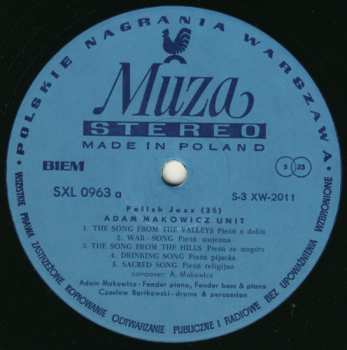 • POLSKIE NAGRANIA WARSZAWA •
Muza
STEREO
MADE IN POLAND
BIEM
SXL 0963 a
S-3 XW-2011
Polish Jazz (35)
ADAM MAKOWICZ UNIT
1. THE SONG FROM THE VALLEYS Pieśń z dolin
2. WAR-SONG Pieśń wojenna
3. THE SONG FROM THE HILLS Pieśń ze wzgórz
4. DRINKING SONG Pieśń pijacka
5. SACRED SONG Pieśń religijna
composer: A. Makowicz
Adam Makowicz - Fender piano, Fender bass & piano
Czesław Bartkowski - drums & percussion
WSZYSTKIE PRAWA ZASTRZEŻONE. KOPIOWANIE ODTWARZANIE PUBLICZNE I RADIOWE BEZ UPOWAŻNIENIA WZBRONIONE